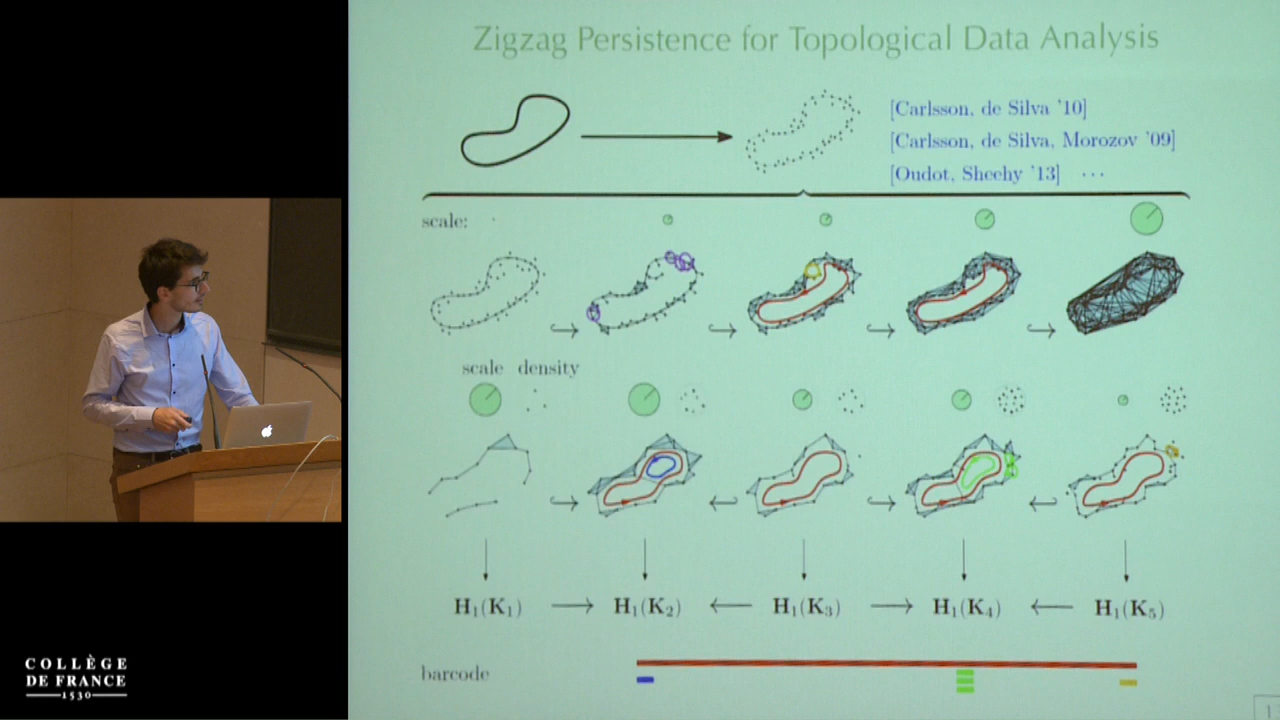 Zigzag Persistence for Topological Data Analysis
[Carlsson, de Silva '10]
[Carlsson, de Silva, Morozov '09]
[Oudot, Sheehy '13] ···
scale:
scale density
H₁(K₁) → H₁(K₂) ← H₁(K₃) → H₁(K₄) ← H₁(K₅)
barcode
COLLÈGE
DE FRANCE
1530